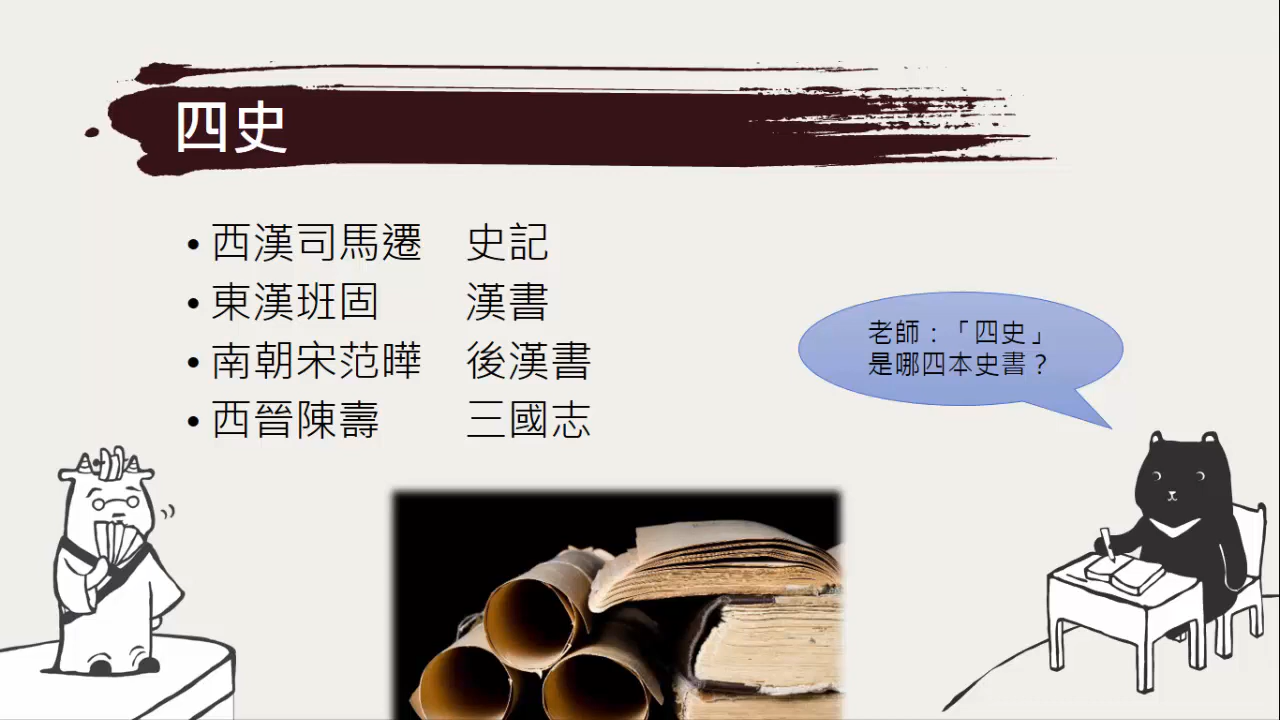 四史
• 西漢司馬遷 史記
• 東漢班固 漢書
• 南朝宋范曄 後漢書
• 西晉陳壽 三國志
老師：「四史」
是哪四本史書？